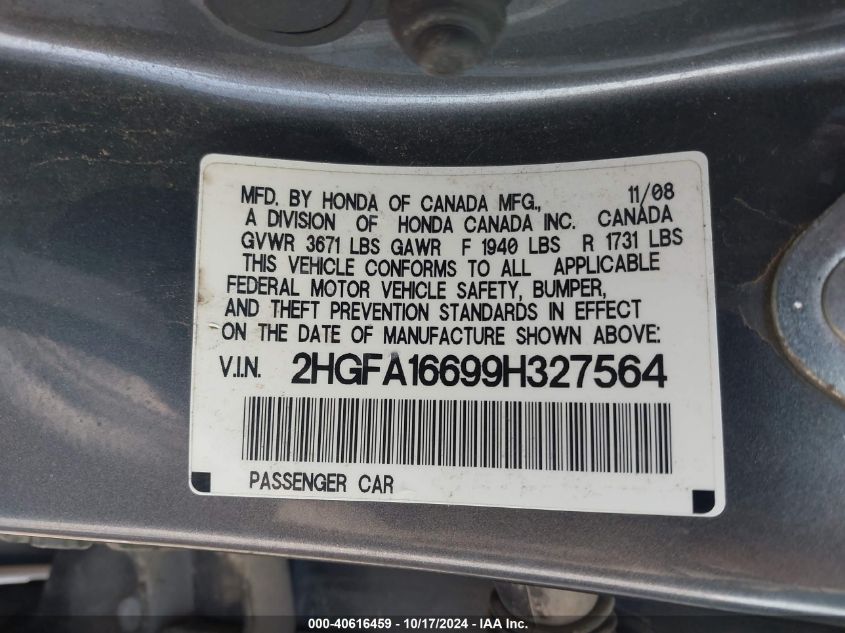 MFD. BY HONDA OF CANADA MFG., 11/08
A DIVISION OF HONDA CANADA INC. CANADA
GVWR 3671 LBS GAWR F 1940 LBS R 1731 LBS
THIS VEHICLE CONFORMS TO ALL APPLICABLE
FEDERAL MOTOR VEHICLE SAFETY, BUMPER,
AND THEFT PREVENTION STANDARDS IN EFFECT
ON THE DATE OF MANUFACTURE SHOWN ABOVE:
V.I.N. 2HGFA16699H327564
PASSENGER CAR
000-40616459 - 10/17/2024 - IAA Inc.